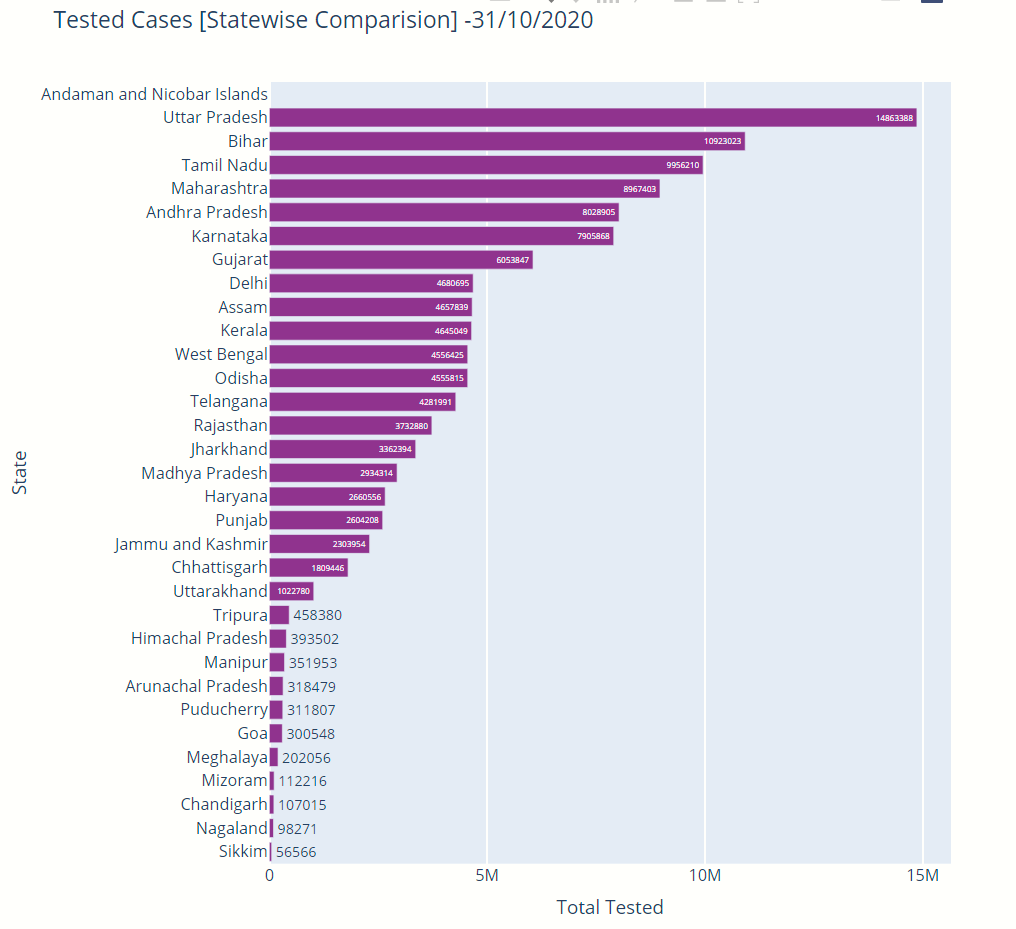 Tested Cases [Statewise Comparision] -31/10/2020
Andaman and Nicobar Islands
Uttar Pradesh 14863388
Bihar 10923023
Tamil Nadu 9956210
Maharashtra 8967403
Andhra Pradesh 8028905
Karnataka 7905868
Gujarat 6053847
Delhi 4680695
Assam 4657839
Kerala 4645049
West Bengal 4556425
Odisha 4555815
Telangana 4281991
Rajasthan 3732880
Jharkhand 3362394
Madhya Pradesh 2934314
Haryana 2660556
Punjab 2604208
Jammu and Kashmir 2303954
Chhattisgarh 1809446
Uttarakhand 1022780
Tripura 458380
Himachal Pradesh 393502
Manipur 351953
Arunachal Pradesh 318479
Puducherry 311807
Goa 300548
Meghalaya 202056
Mizoram 112216
Chandigarh 107015
Nagaland 98271
Sikkim 56566
State
0 5M 10M 15M
Total Tested